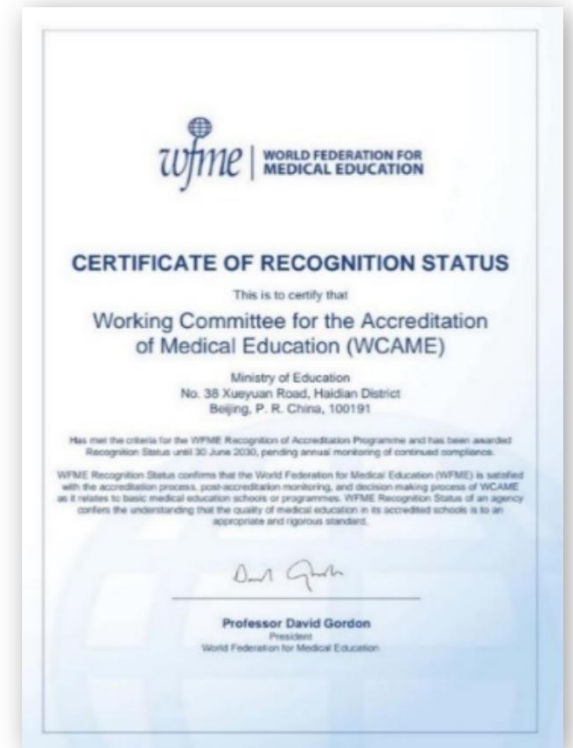 wfme
WORLD FEDERATION FOR
MEDICAL EDUCATION
CERTIFICATE OF RECOGNITION STATUS
This is to certify that
Working Committee for the Accreditation
of Medical Education (WCAME)
Ministry of Education
No. 38 Xueyuan Road, Haidian District
Beijing, P. R. China, 100191
Has met the criteria for the WFME Recognition of Accreditation Programme and has been awarded
Recognition Status until 30 June 2030, pending annual monitoring of continued compliance.
WFME Recognition Status confirms that the World Federation for Medical Education (WFME) is satisfied
with the accreditation process, post-accreditation monitoring, and decision making process of WCAME
as it relates to basic medical education schools or programmes. WFME Recognition Status of an agency
confers the understanding that the quality of medical education in its accredited schools is to an
appropriate and rigorous standard.
Professor David Gordon
President
World Federation for Medical Education